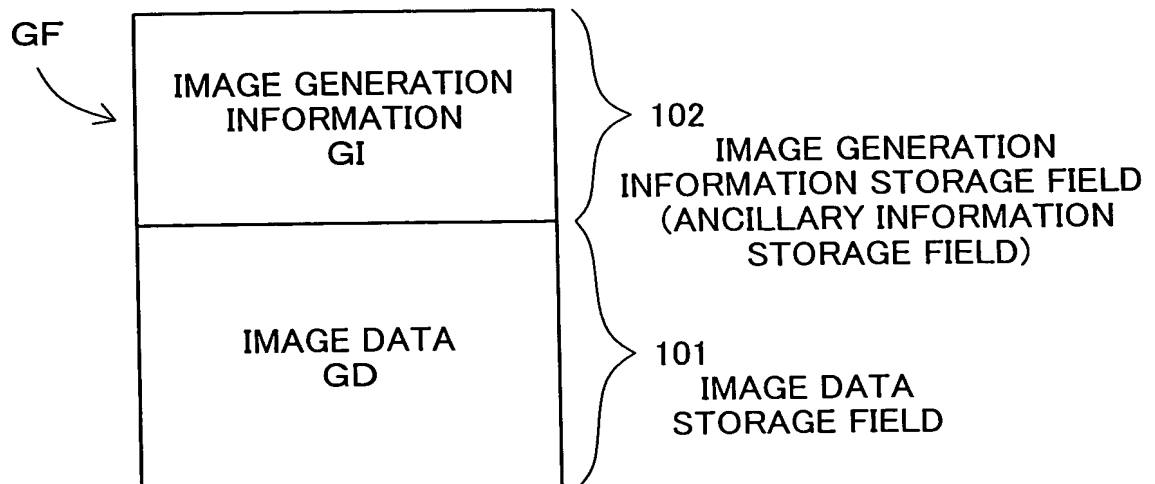 GF
IMAGE GENERATION
INFORMATION
GI
102
IMAGE GENERATION
INFORMATION STORAGE FIELD
(ANCILLARY INFORMATION
STORAGE FIELD)
IMAGE DATA
GD
101
IMAGE DATA
STORAGE FIELD